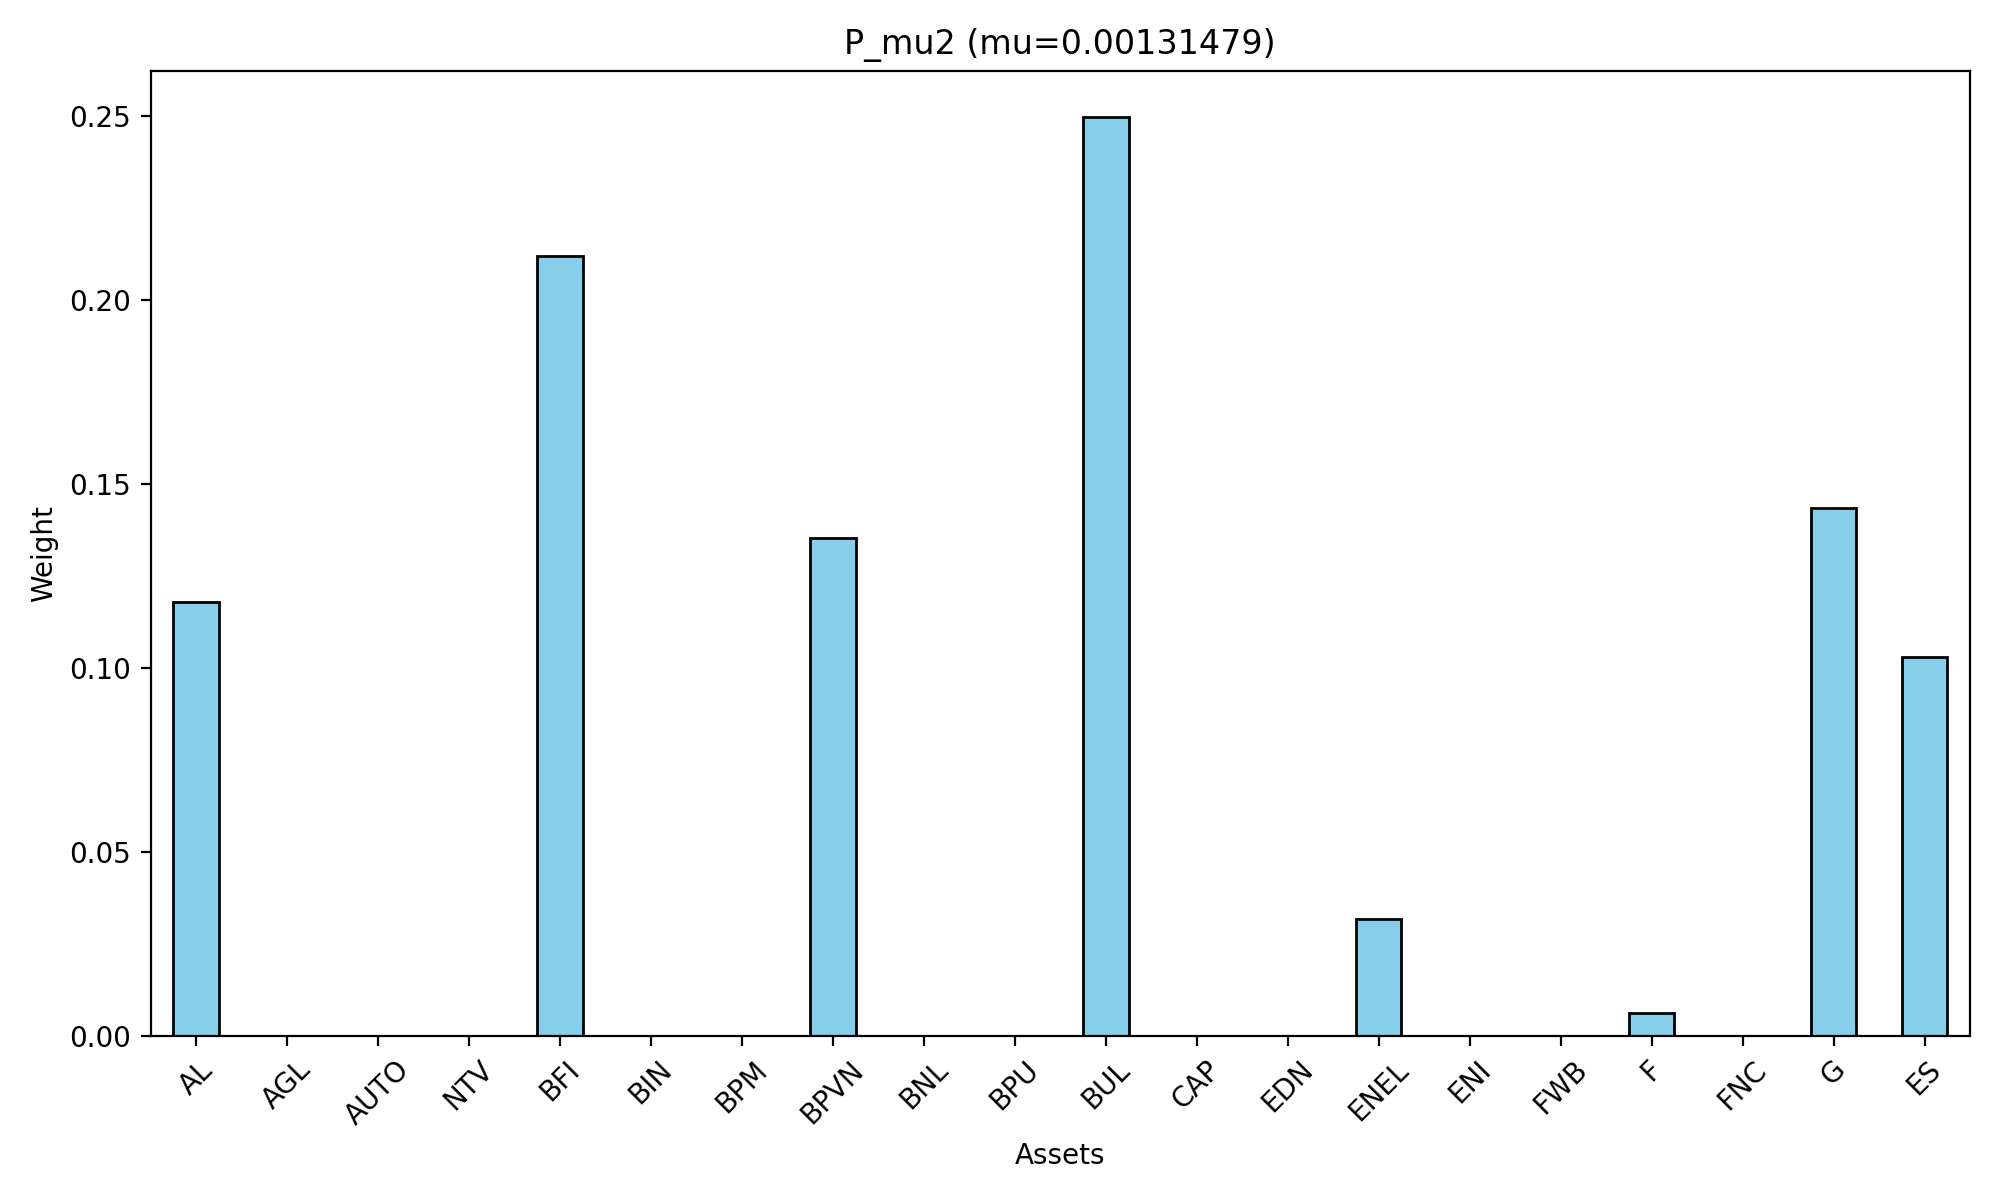 P_mu2 (mu=0.00131479)
0.25
0.20
0.15
0.10
0.05
0.00
Weight
AL AGL AUTO NTV BFI BIN BPM BPVN BNL BPU BUL CAP EDN ENEL ENI FWB F FNC G ES
Assets